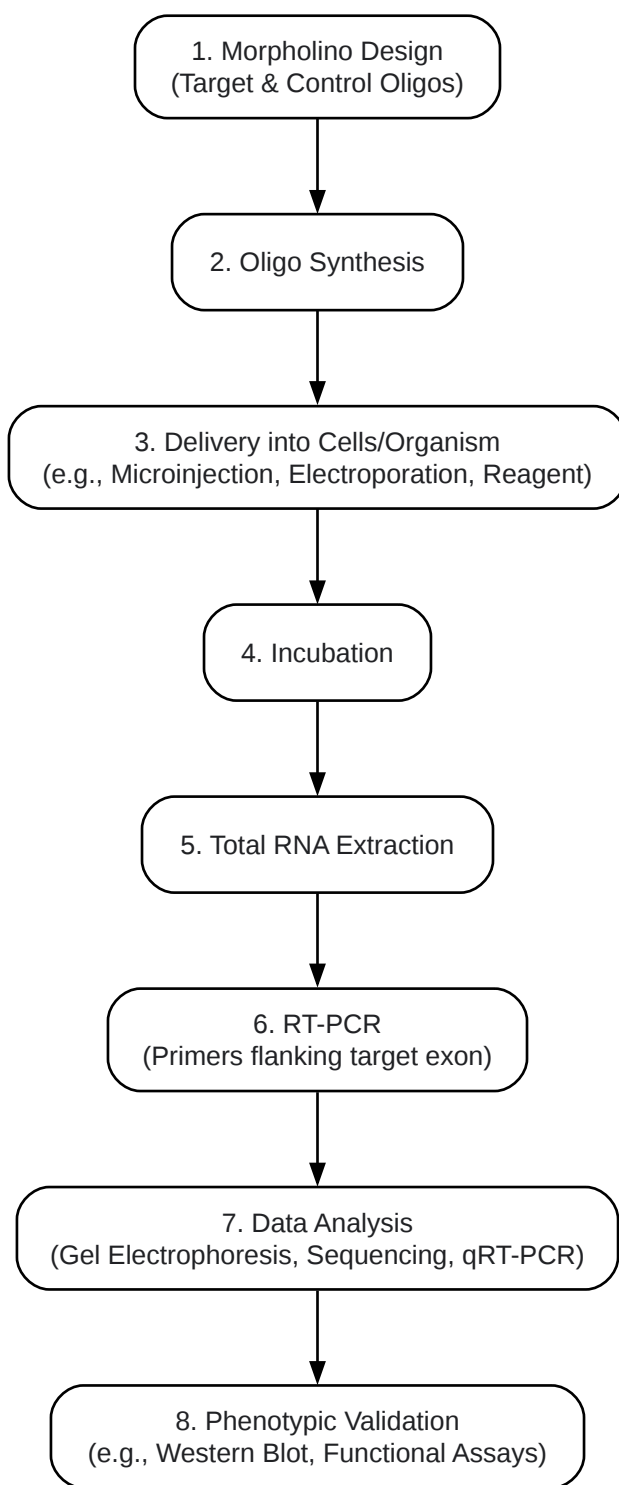 1. Morpholino Design
(Target & Control Oligos)
2. Oligo Synthesis
3. Delivery into Cells/Organism
(e.g., Microinjection, Electroporation, Reagent)
4. Incubation
5. Total RNA Extraction
6. RT-PCR
(Primers flanking target exon)
7. Data Analysis
(Gel Electrophoresis, Sequencing, qRT-PCR)
8. Phenotypic Validation
(e.g., Western Blot, Functional Assays)